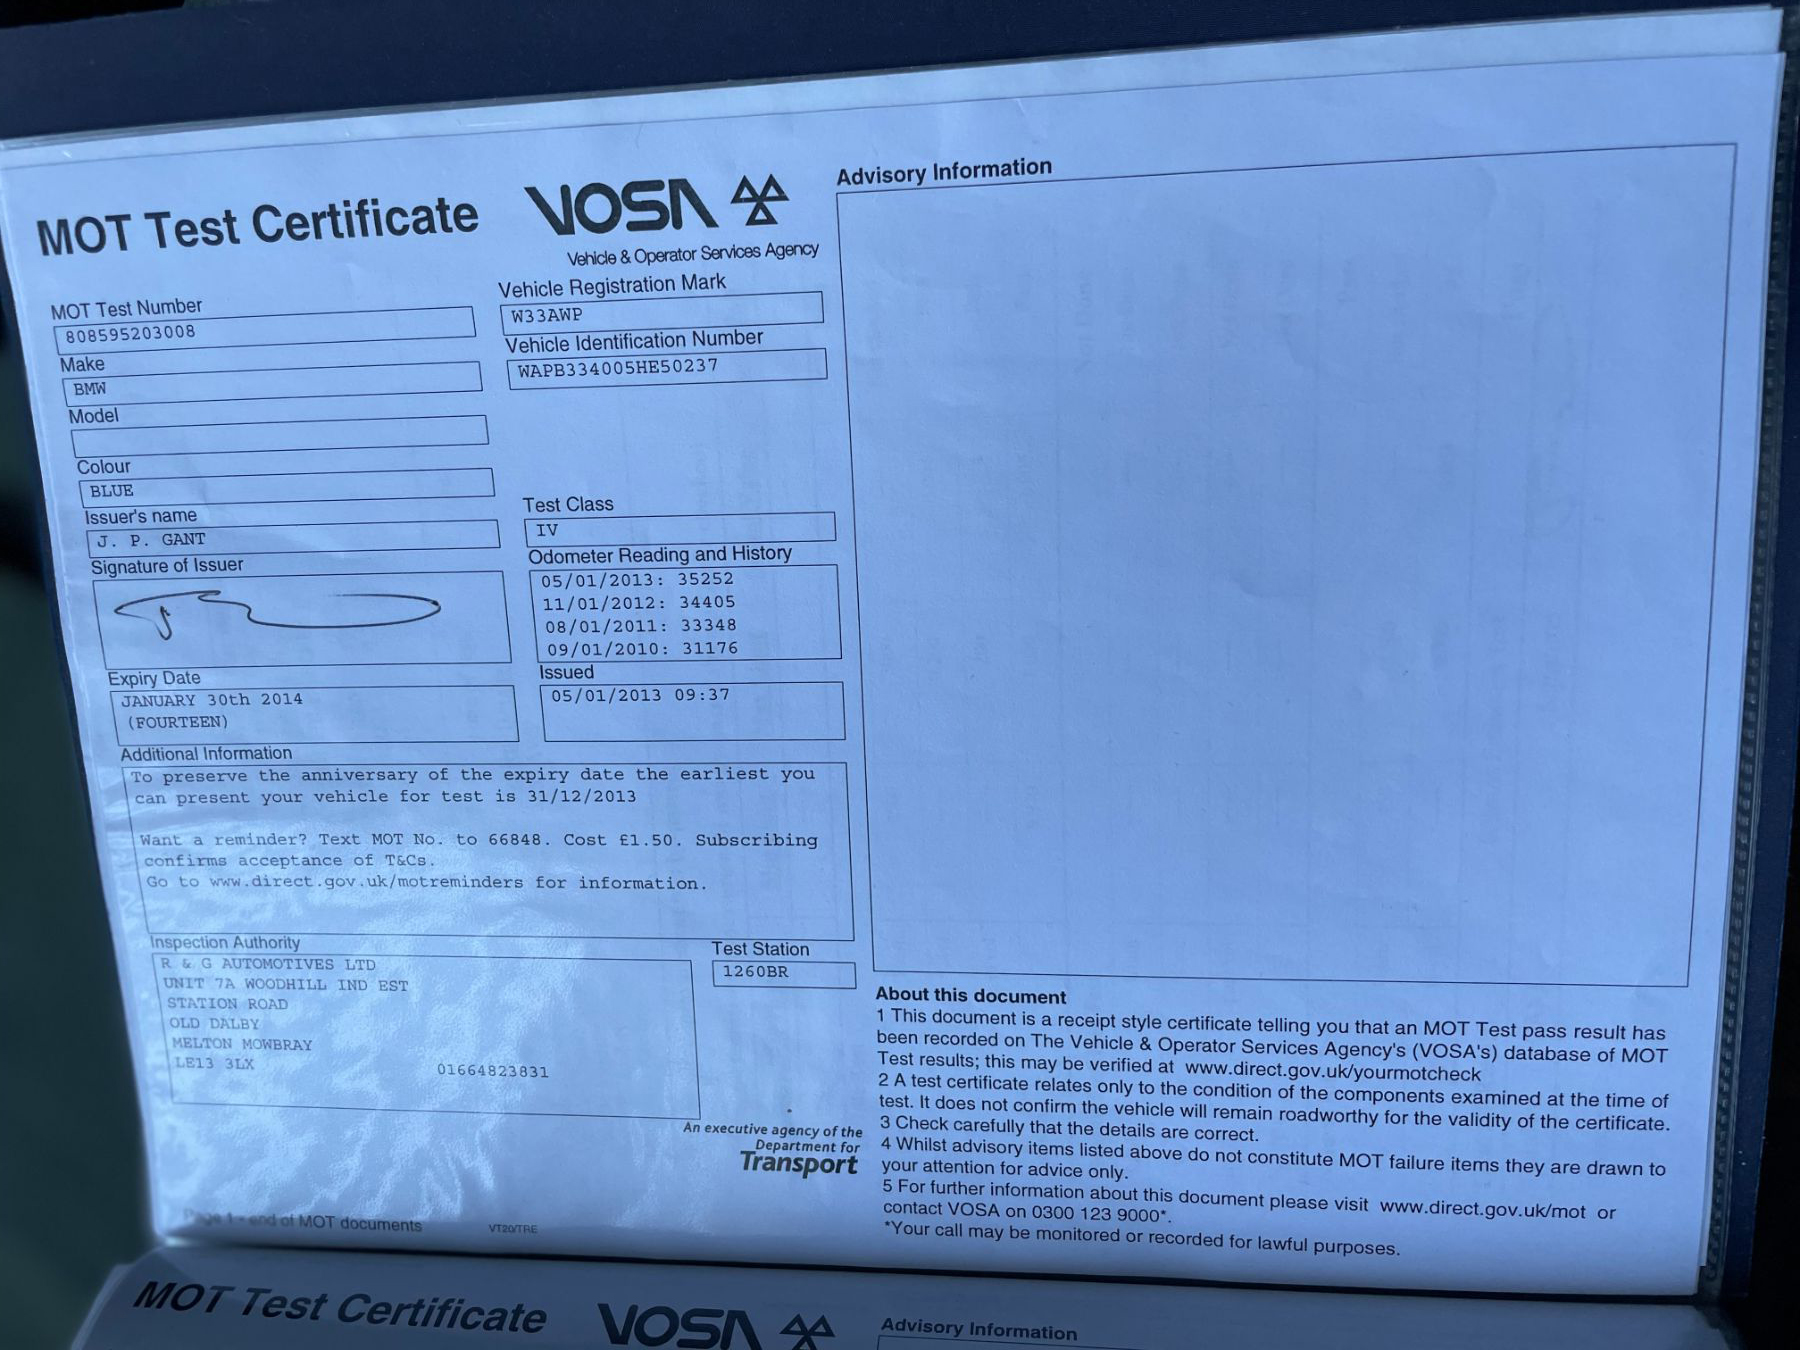 MOT Test Certificate
VOSA
Vehicle & Operator Services Agency
MOT Test Number
808595203008
Vehicle Registration Mark
W33AWP
Make
BMW
Vehicle Identification Number
WAPB334005HE50237
Model
Colour
BLUE
Issuer's name
J. P. GANT
Test Class
IV
Signature of Issuer
Odometer Reading and History
05/01/2013: 35252
11/01/2012: 34405
08/01/2011: 33348
09/01/2010: 31176
Expiry Date
JANUARY 30th 2014
(FOURTEEN)
Issued
05/01/2013 09:37
Additional Information
To preserve the anniversary of the expiry date the earliest you
can present your vehicle for test is 31/12/2013
Want a reminder? Text MOT No. to 66848. Cost £1.50. Subscribing
confirms acceptance of T&Cs.
Go to www.direct.gov.uk/motreminders for information.
Inspection Authority
R & G AUTOMOTIVES LTD
UNIT 7A WOODHILL IND EST
STATION ROAD
OLD DALBY
MELTON MOWBRAY
LE13 3LX 01664823831
Test Station
1260BR
An executive agency of the
Department for
Transport
Page 1 - end of MOT documents
VT20/TRE
Advisory Information
About this document
1 This document is a receipt style certificate telling you that an MOT Test pass result has
been recorded on The Vehicle & Operator Services Agency's (VOSA's) database of MOT
Test results; this may be verified at www.direct.gov.uk/yourmotcheck
2 A test certificate relates only to the condition of the components examined at the time of
test. It does not confirm the vehicle will remain roadworthy for the validity of the certificate.
3 Check carefully that the details are correct.
4 Whilst advisory items listed above do not constitute MOT failure items they are drawn to
your attention for advice only.
5 For further information about this document please visit www.direct.gov.uk/mot or
contact VOSA on 0300 123 9000*.
*Your call may be monitored or recorded for lawful purposes.
MOT Test Certificate
VOSA
Advisory Information